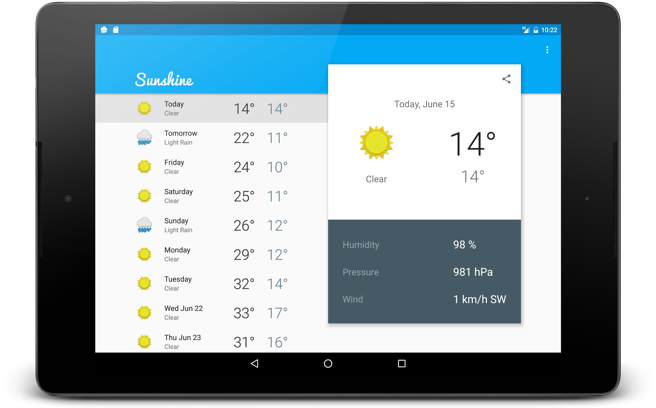 10:22
Sunshine
Today
Clear
14° 14°
Tomorrow
Light Rain
22° 11°
Friday
Clear
24° 10°
Saturday
Clear
25° 11°
Sunday
Light Rain
26° 12°
Monday
Clear
29° 12°
Tuesday
Clear
32° 14°
Wed Jun 22
Clear
33° 17°
Thu Jun 23
Clear
31° 16°
Today, June 15
14°
Clear
14°
Humidity 98 %
Pressure 981 hPa
Wind 1 km/h SW